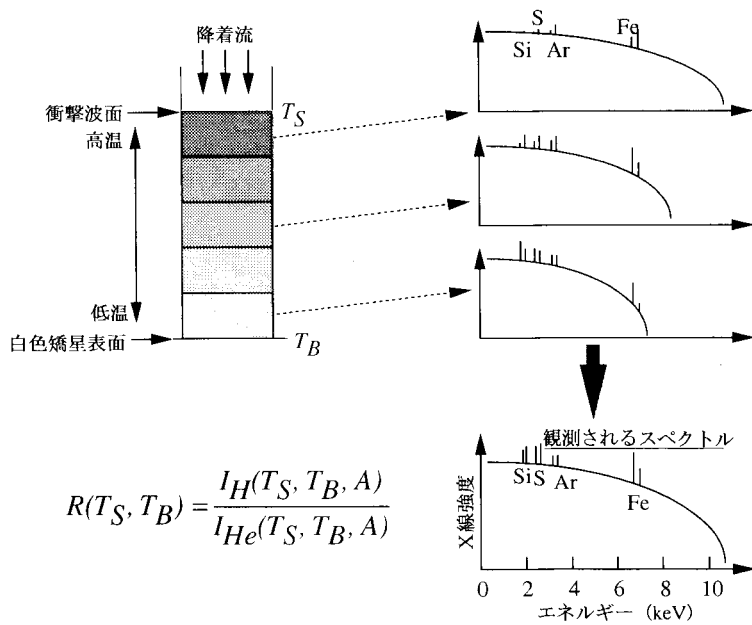 降着流
衝撃波面
T_S
高温
低温
白色矮星表面
T_B
S
Si
Ar
Fe
観測されるスペクトル
Si S
Ar
Fe
X線強度
0 2 4 6 8 10
エネルギー (keV)
R(T_S, T_B) = I_H(T_S, T_B, A) / I_He(T_S, T_B, A)